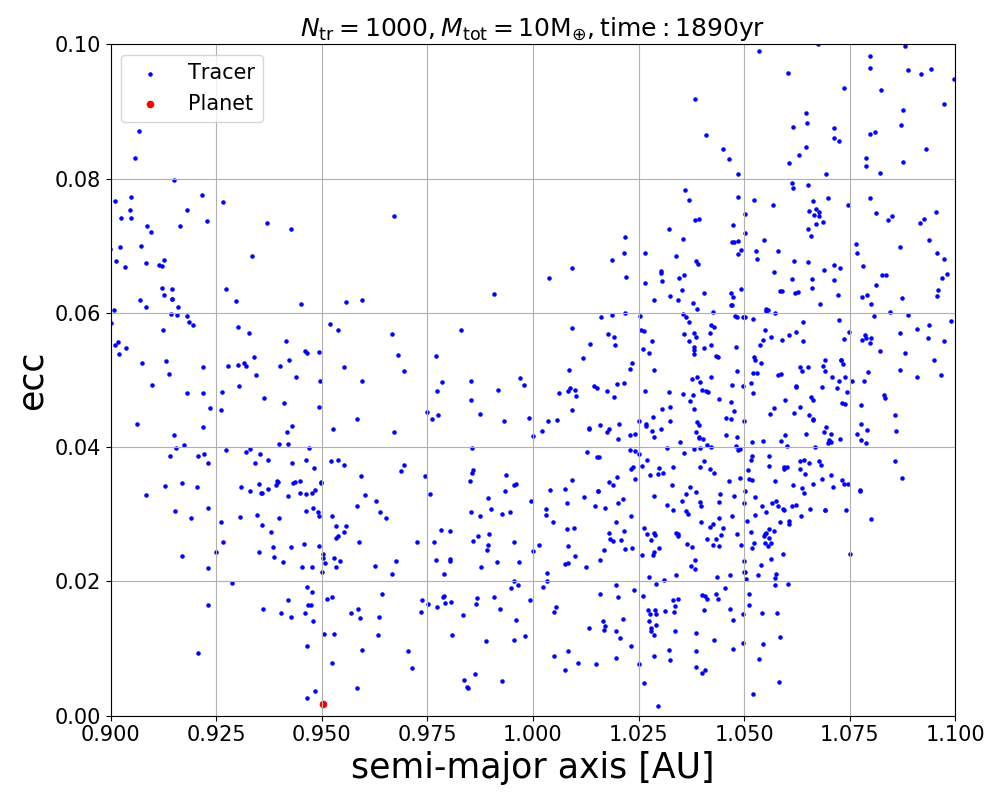 N_tr = 1000, M_tot = 10M_⊕, time : 1890yr
Tracer
Planet
0.10
0.08
0.06
0.04
0.02
0.00
ecc
0.900 0.925 0.950 0.975 1.000 1.025 1.050 1.075 1.100
semi-major axis [AU]